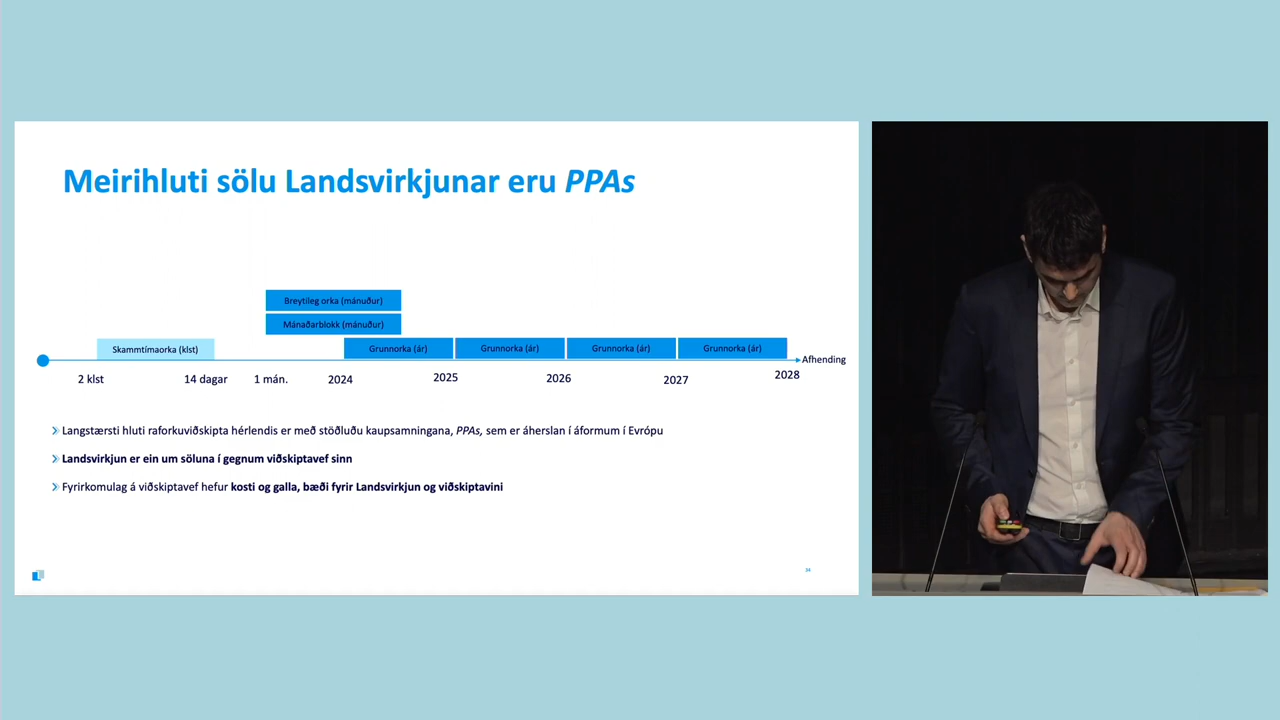 Meirihluti sölu Landsvirkjunar eru PPAs
Breytileg orka (mánuður)
Mánaðarblokk (mánuður)
Skammtímaorka (klst)
Grunnorka (ár)
Grunnorka (ár)
Grunnorka (ár)
Grunnorka (ár)
Afhending
2 klst
14 dagar
1 mán.
2024
2025
2026
2027
2028
Langstærsti hluti raforkuviðskipta hérlendis er með stöðluðu kaupsamningana, PPAs, sem er áherslan í áformum í Evrópu
Landsvirkjun er ein um söluna í gegnum viðskiptavef sinn
Fyrirkomulag á viðskiptavef hefur kosti og galla, bæði fyrir Landsvirkjun og viðskiptavini